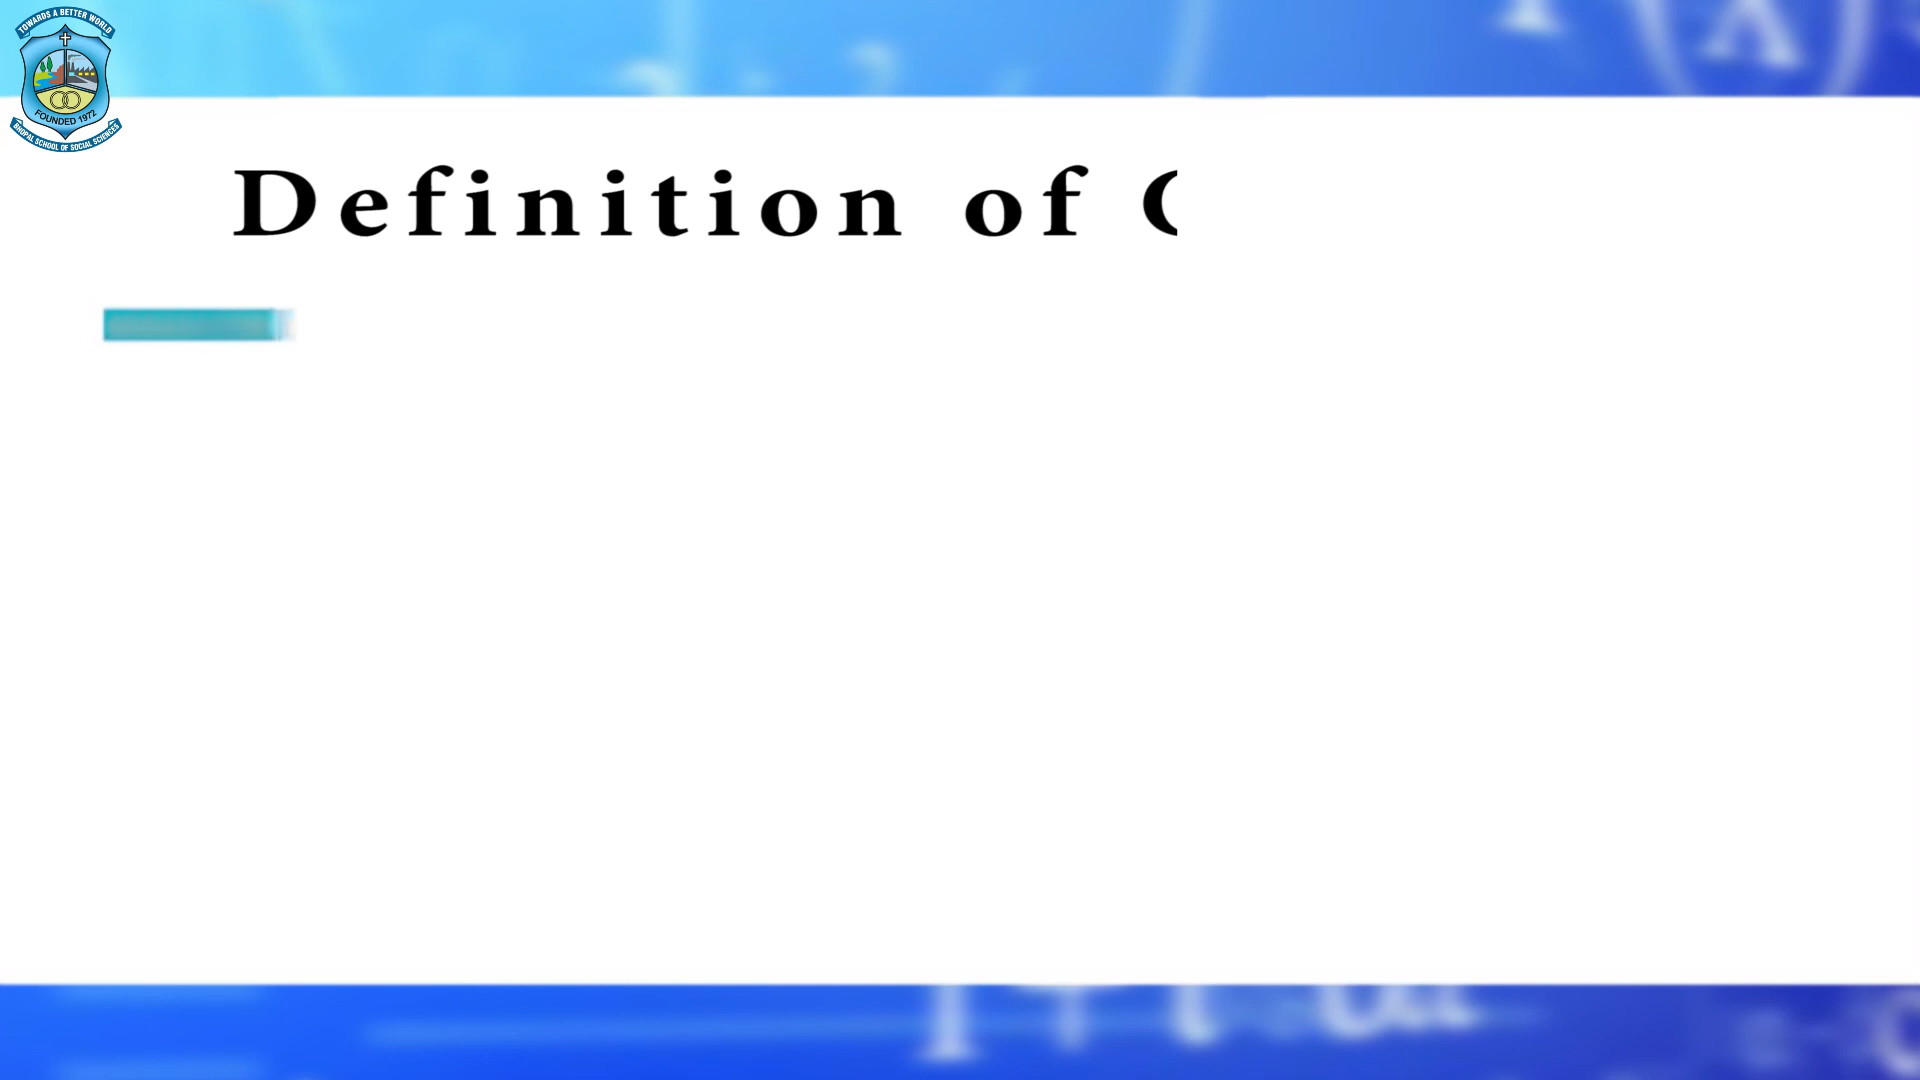 TOWARDS A BETTER WORLD
FOUNDED 1972
BHOPAL SCHOOL OF SOCIAL SCIENCES
Definition of